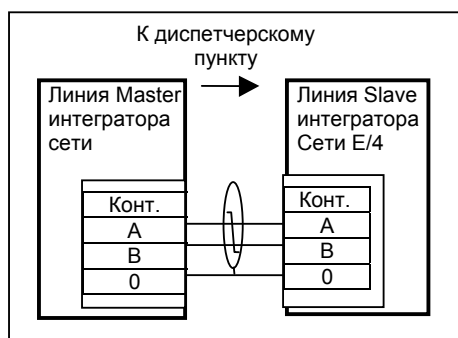 К диспетчерскому
пункту
Линия Master
интегратора
сети
Линия Slave
интегратора
Сети Е/4
Конт.
А
В
0
Конт.
А
В
0